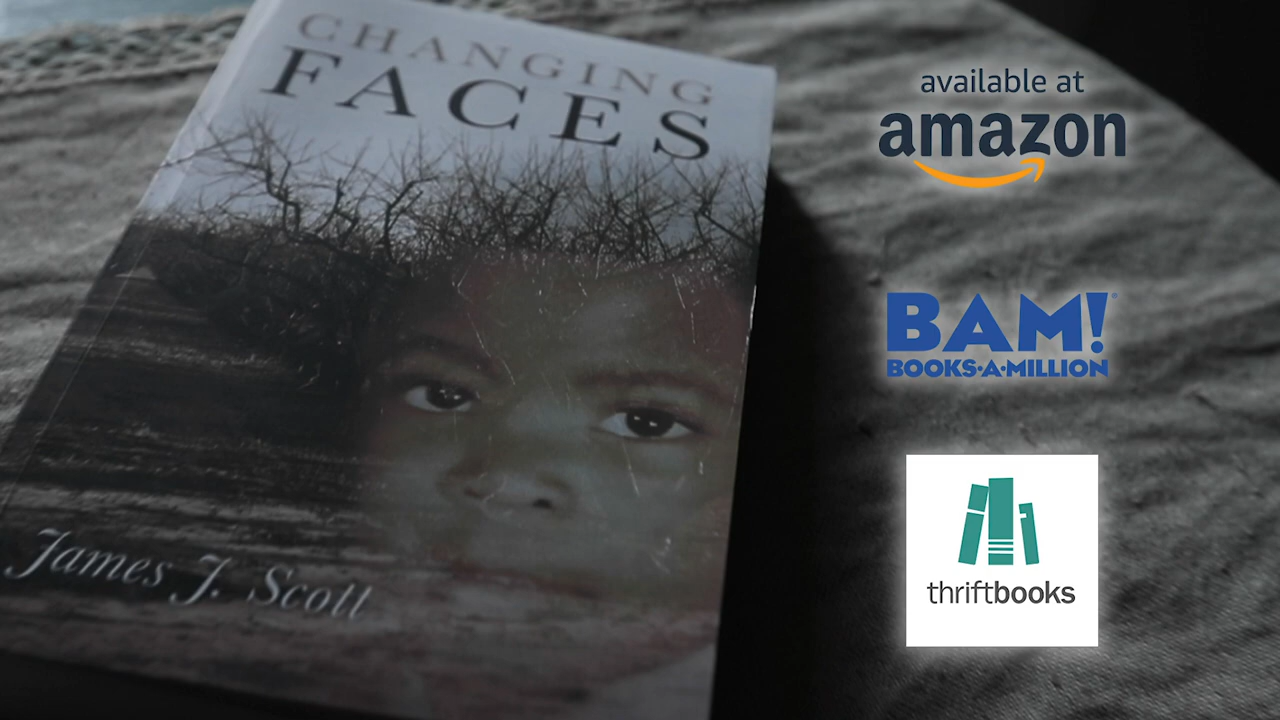 CHANGING
FACES
James J. Scott
available at
amazon
BAM!
BOOKS·A·MILLION
thriftbooks